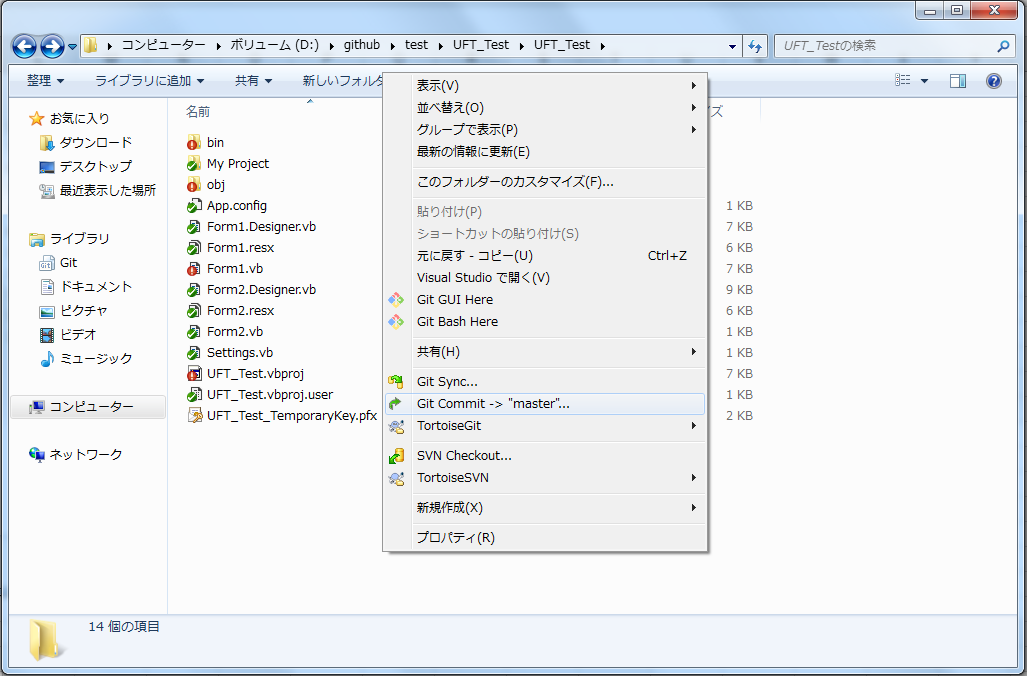 コンピューター ▸ ボリューム (D:) ▸ github ▸ test ▸ UFT_Test ▸ UFT_Test ▸
UFT_Testの検索
整理 ライブラリに追加 共有 新しいフォルダ
お気に入り
ダウンロード
デスクトップ
最近表示した場所
ライブラリ
Git
ドキュメント
ピクチャ
ビデオ
ミュージック
コンピューター
ネットワーク
名前
ズ
bin
My Project
obj
App.config 1 KB
Form1.Designer.vb 7 KB
Form1.resx 6 KB
Form1.vb 7 KB
Form2.Designer.vb 9 KB
Form2.resx 6 KB
Form2.vb 1 KB
Settings.vb 1 KB
UFT_Test.vbproj 7 KB
UFT_Test.vbproj.user 1 KB
UFT_Test_TemporaryKey.pfx 2 KB
表示(V)
並べ替え(O)
グループで表示(P)
最新の情報に更新(E)
このフォルダーのカスタマイズ(F)...
貼り付け(P)
ショートカットの貼り付け(S)
元に戻す - コピー(U) Ctrl+Z
Visual Studio で開く(V)
Git GUI Here
Git Bash Here
共有(H)
Git Sync...
Git Commit -> "master"...
TortoiseGit
SVN Checkout...
TortoiseSVN
新規作成(X)
プロパティ(R)
14 個の項目